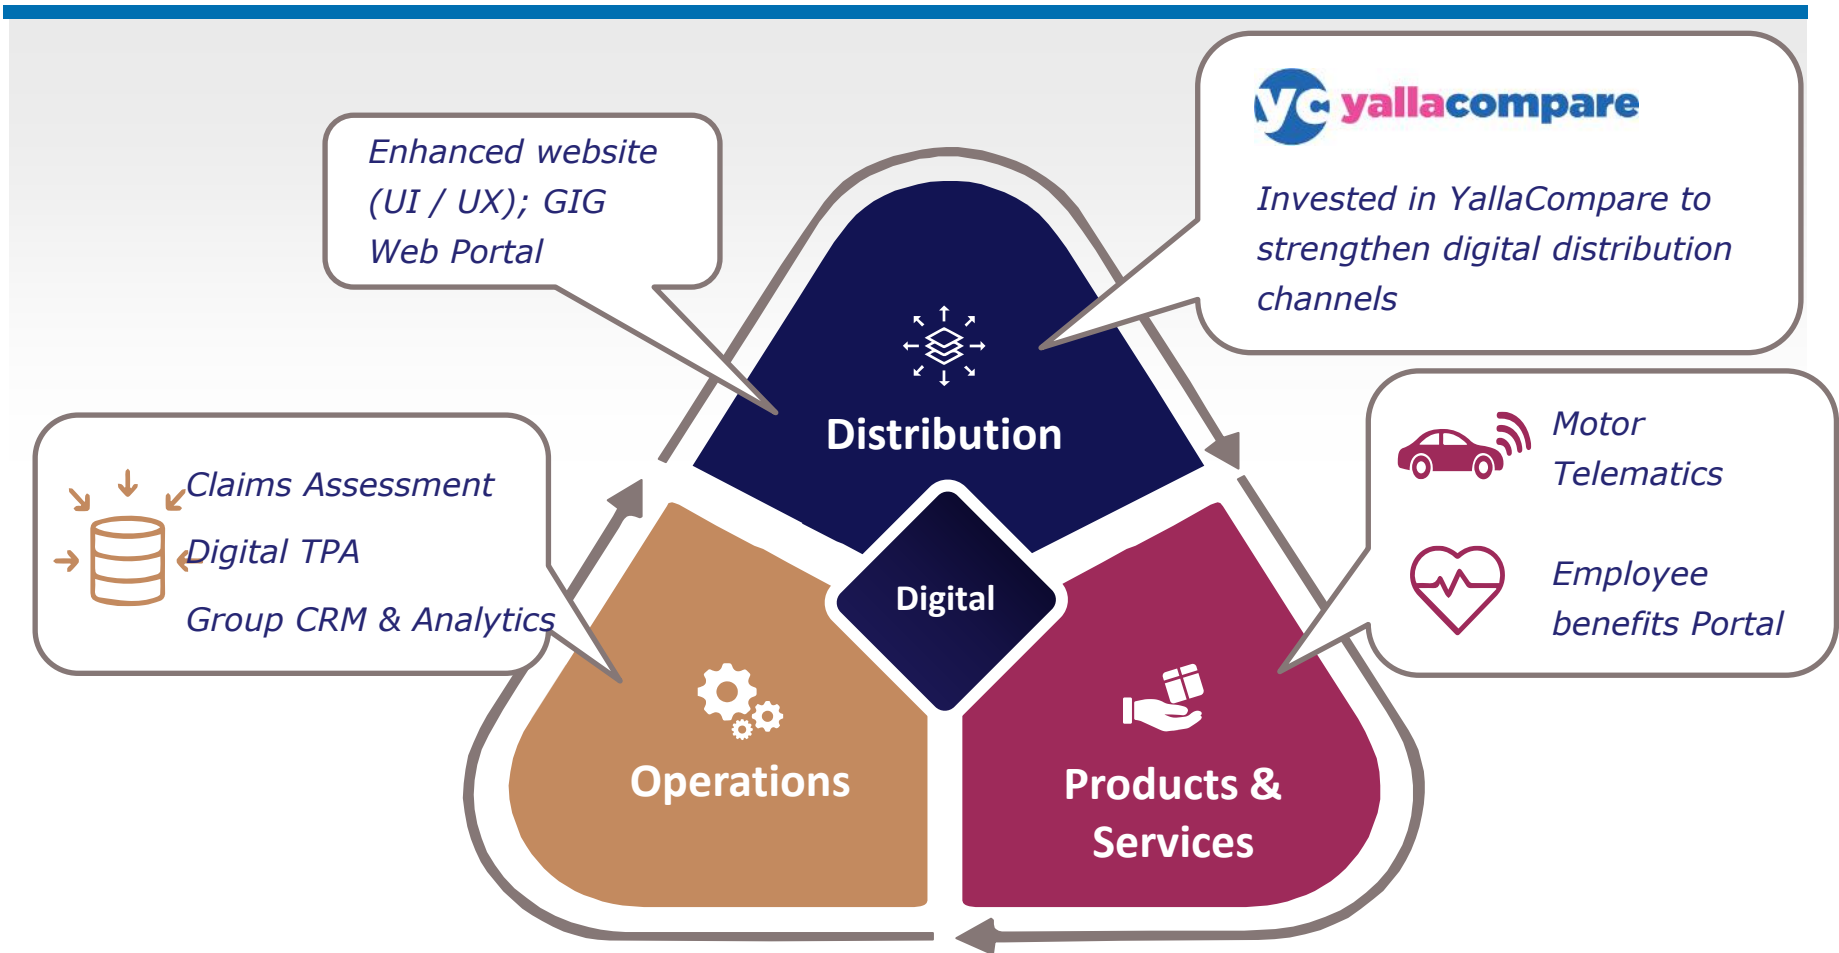 yc yallacompare
Invested in YallaCompare to
strengthen digital distribution
channels
Enhanced website
(UI / UX); GIG
Web Portal
Distribution
Motor
Telematics
Employee
benefits Portal
Claims Assessment
Digital TPA
Group CRM & Analytics
Digital
Operations
Products &
Services